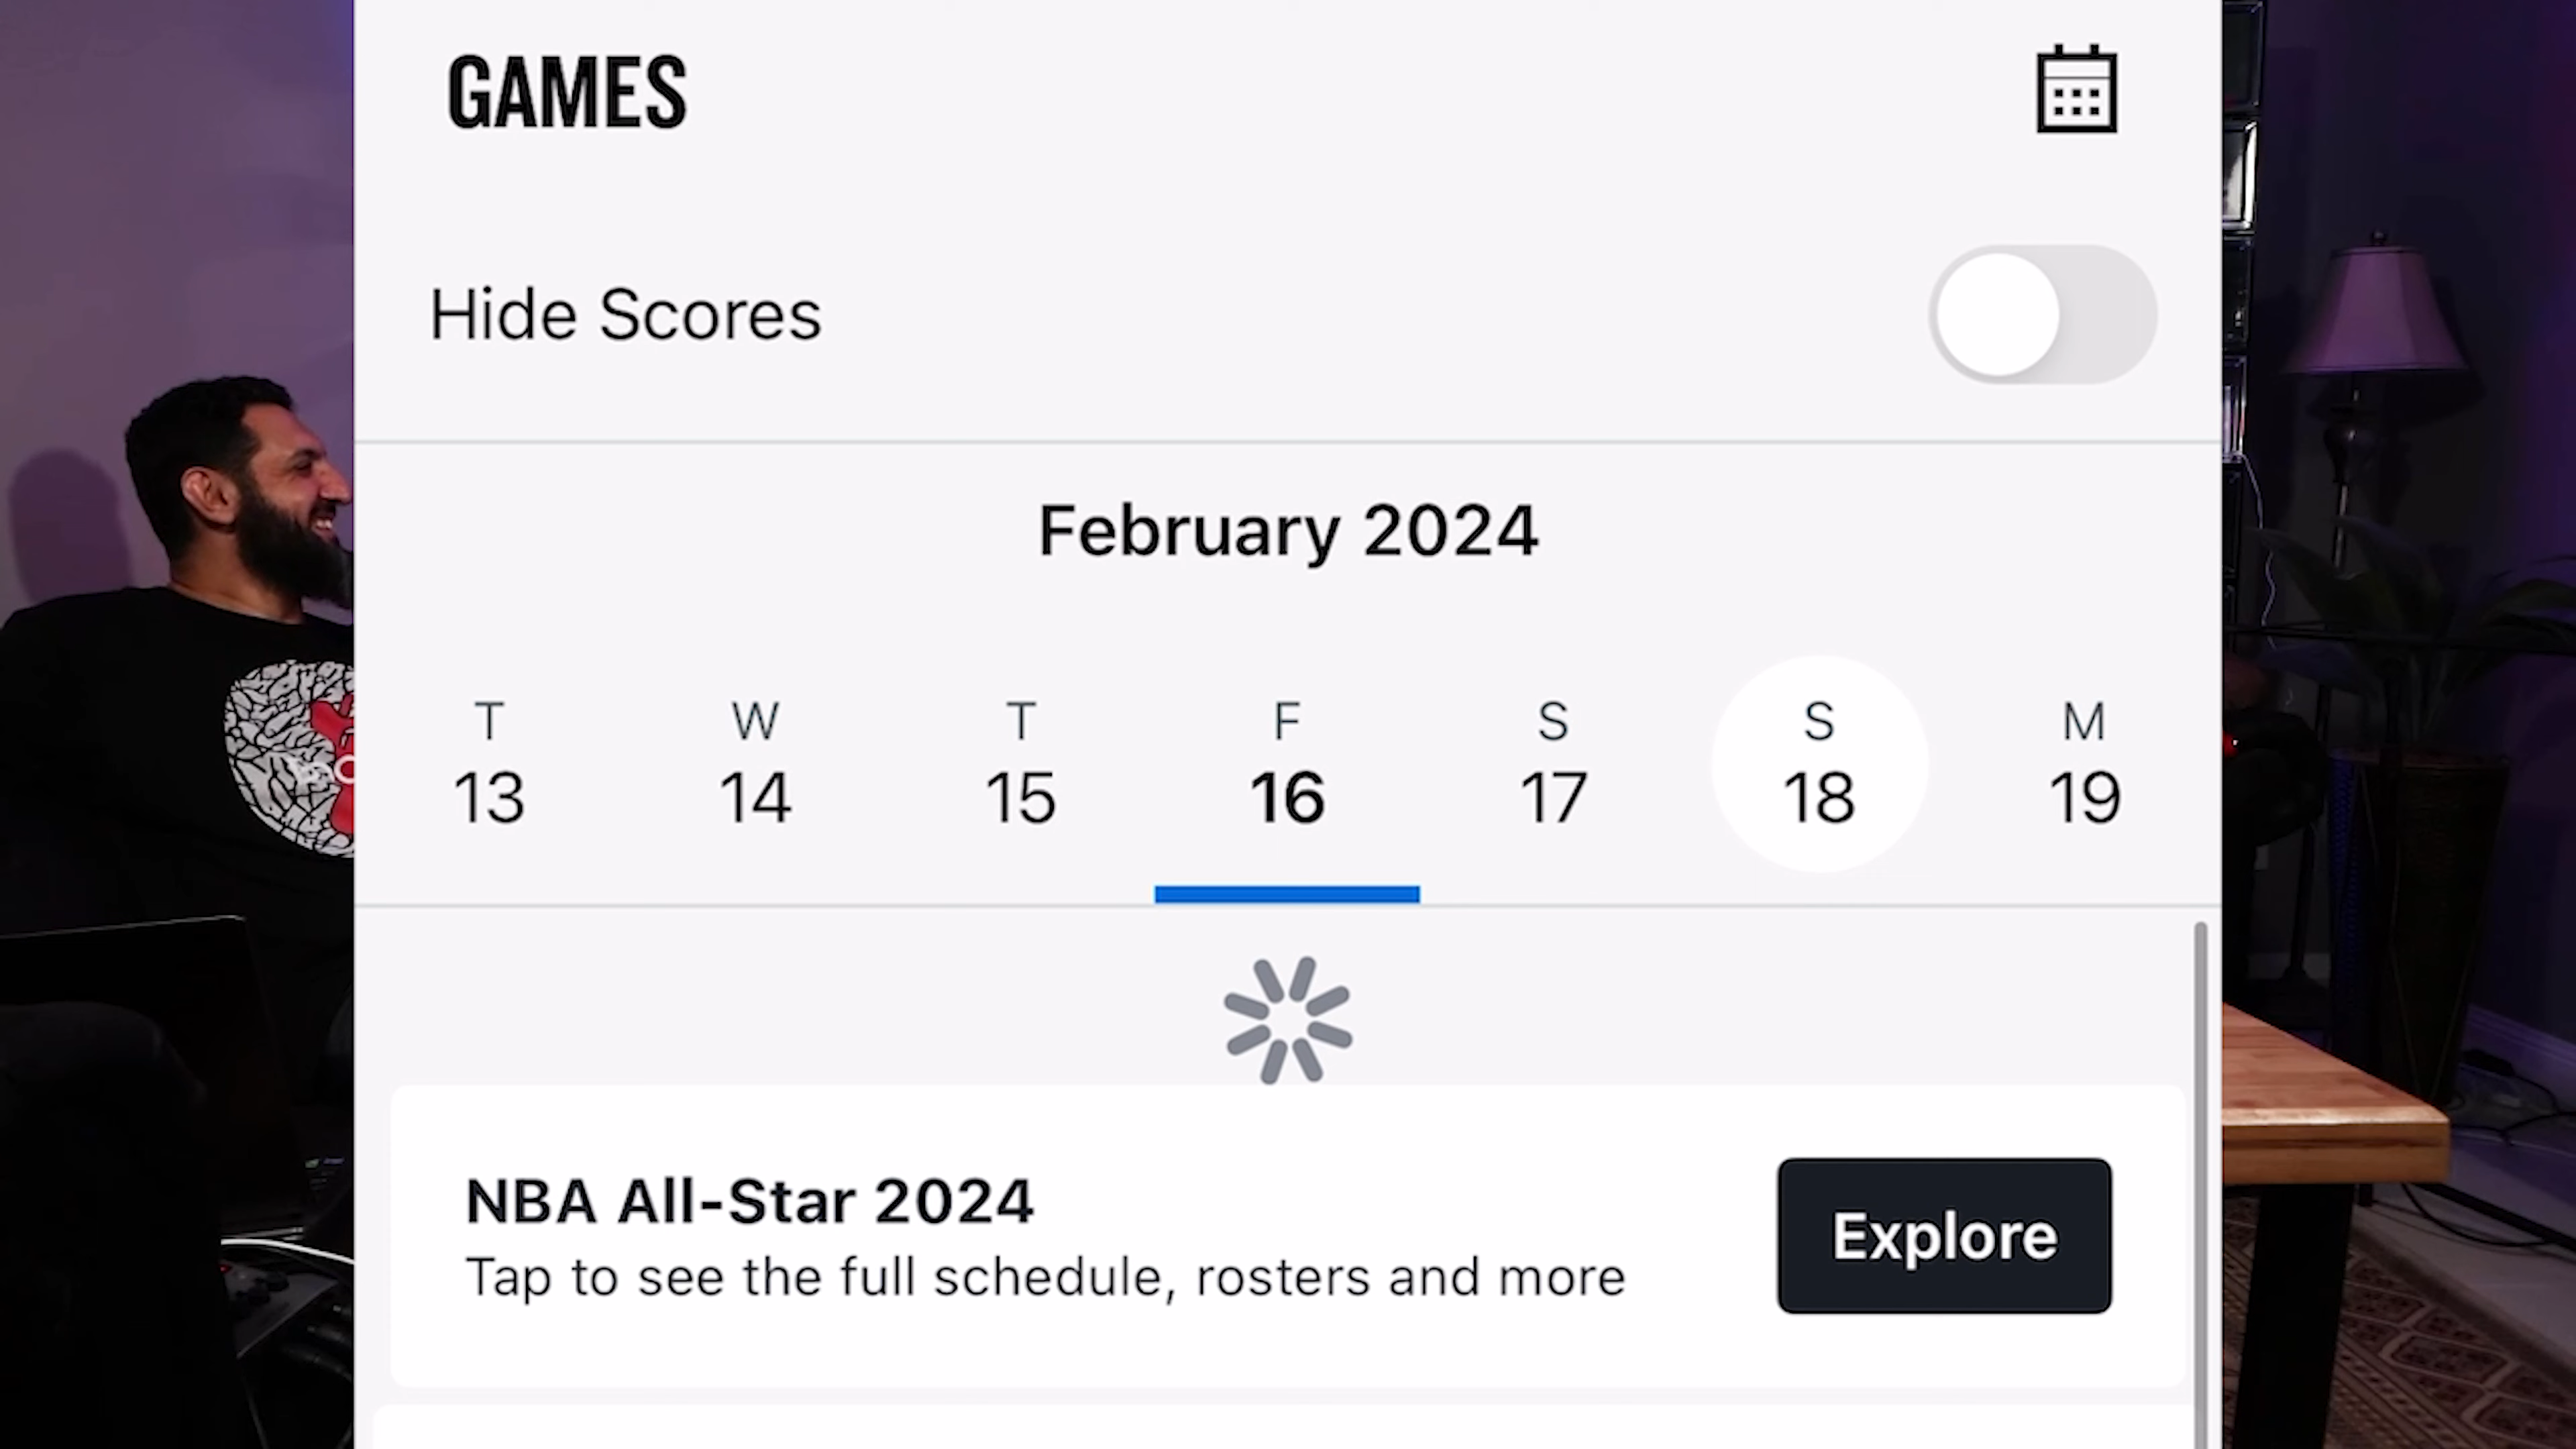 GAMES
Hide Scores
February 2024
T W T F S S M
13 14 15 16 17 18 19
NBA All-Star 2024
Tap to see the full schedule, rosters and more
Explore